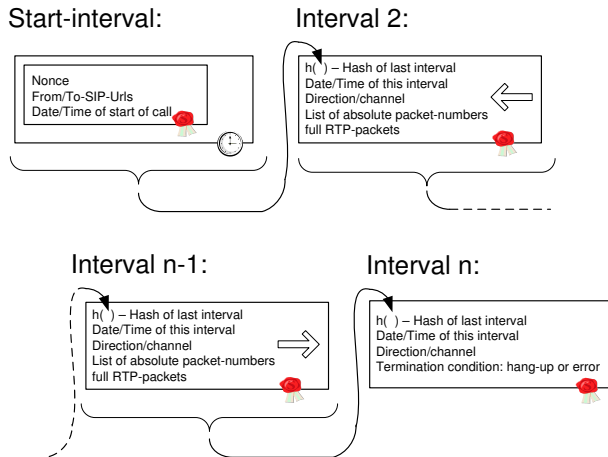 Start-interval:
Nonce
From/To-SIP-Urls
Date/Time of start of call
Interval 2:
h( ) – Hash of last interval
Date/Time of this interval
Direction/channel
List of absolute packet-numbers
full RTP-packets
Interval n-1:
h( ) – Hash of last interval
Date/Time of this interval
Direction/channel
List of absolute packet-numbers
full RTP-packets
Interval n:
h( ) – Hash of last interval
Date/Time of this interval
Direction/channel
Termination condition: hang-up or error